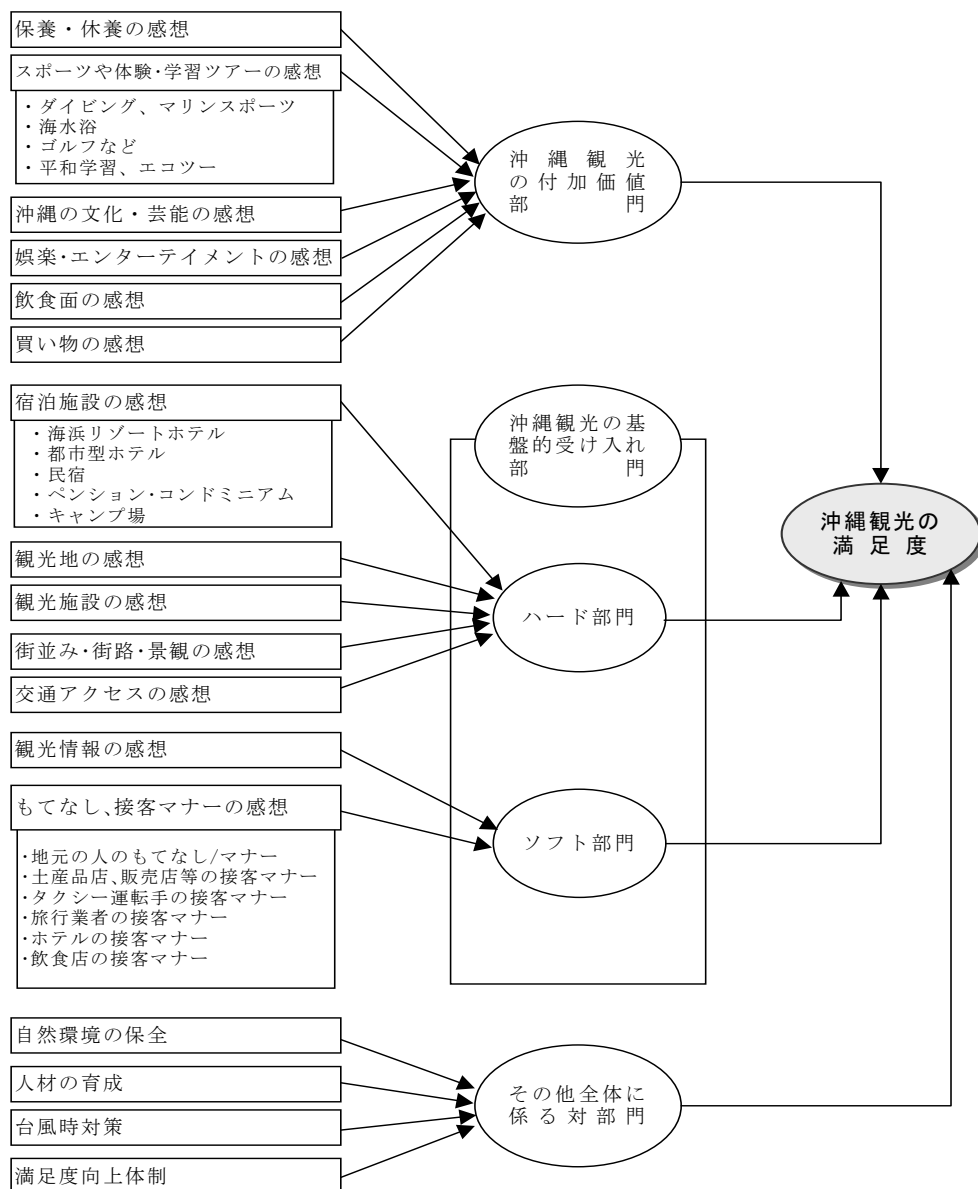 保養・休養の感想
スポーツや体験・学習ツアーの感想
・ダイビング、マリンスポーツ
・海水浴
・ゴルフなど
・平和学習、エコツー
沖縄の文化・芸能の感想
娯楽・エンターテイメントの感想
飲食面の感想
買い物の感想
沖縄観光
の付加価値
部門
宿泊施設の感想
・海浜リゾートホテル
・都市型ホテル
・民宿
・ペンション・コンドミニアム
・キャンプ場
観光地の感想
観光施設の感想
街並み・街路・景観の感想
交通アクセスの感想
沖縄観光の基
盤的受け入れ
部門
ハード部門
観光情報の感想
もてなし、接客マナーの感想
・地元の人のもてなし/マナー
・土産品店、販売店等の接客マナー
・タクシー運転手の接客マナー
・旅行業者の接客マナー
・ホテルの接客マナー
・飲食店の接客マナー
ソフト部門
自然環境の保全
人材の育成
台風時対策
満足度向上体制
その他全体に
係る対部門
沖縄観光の
満足度